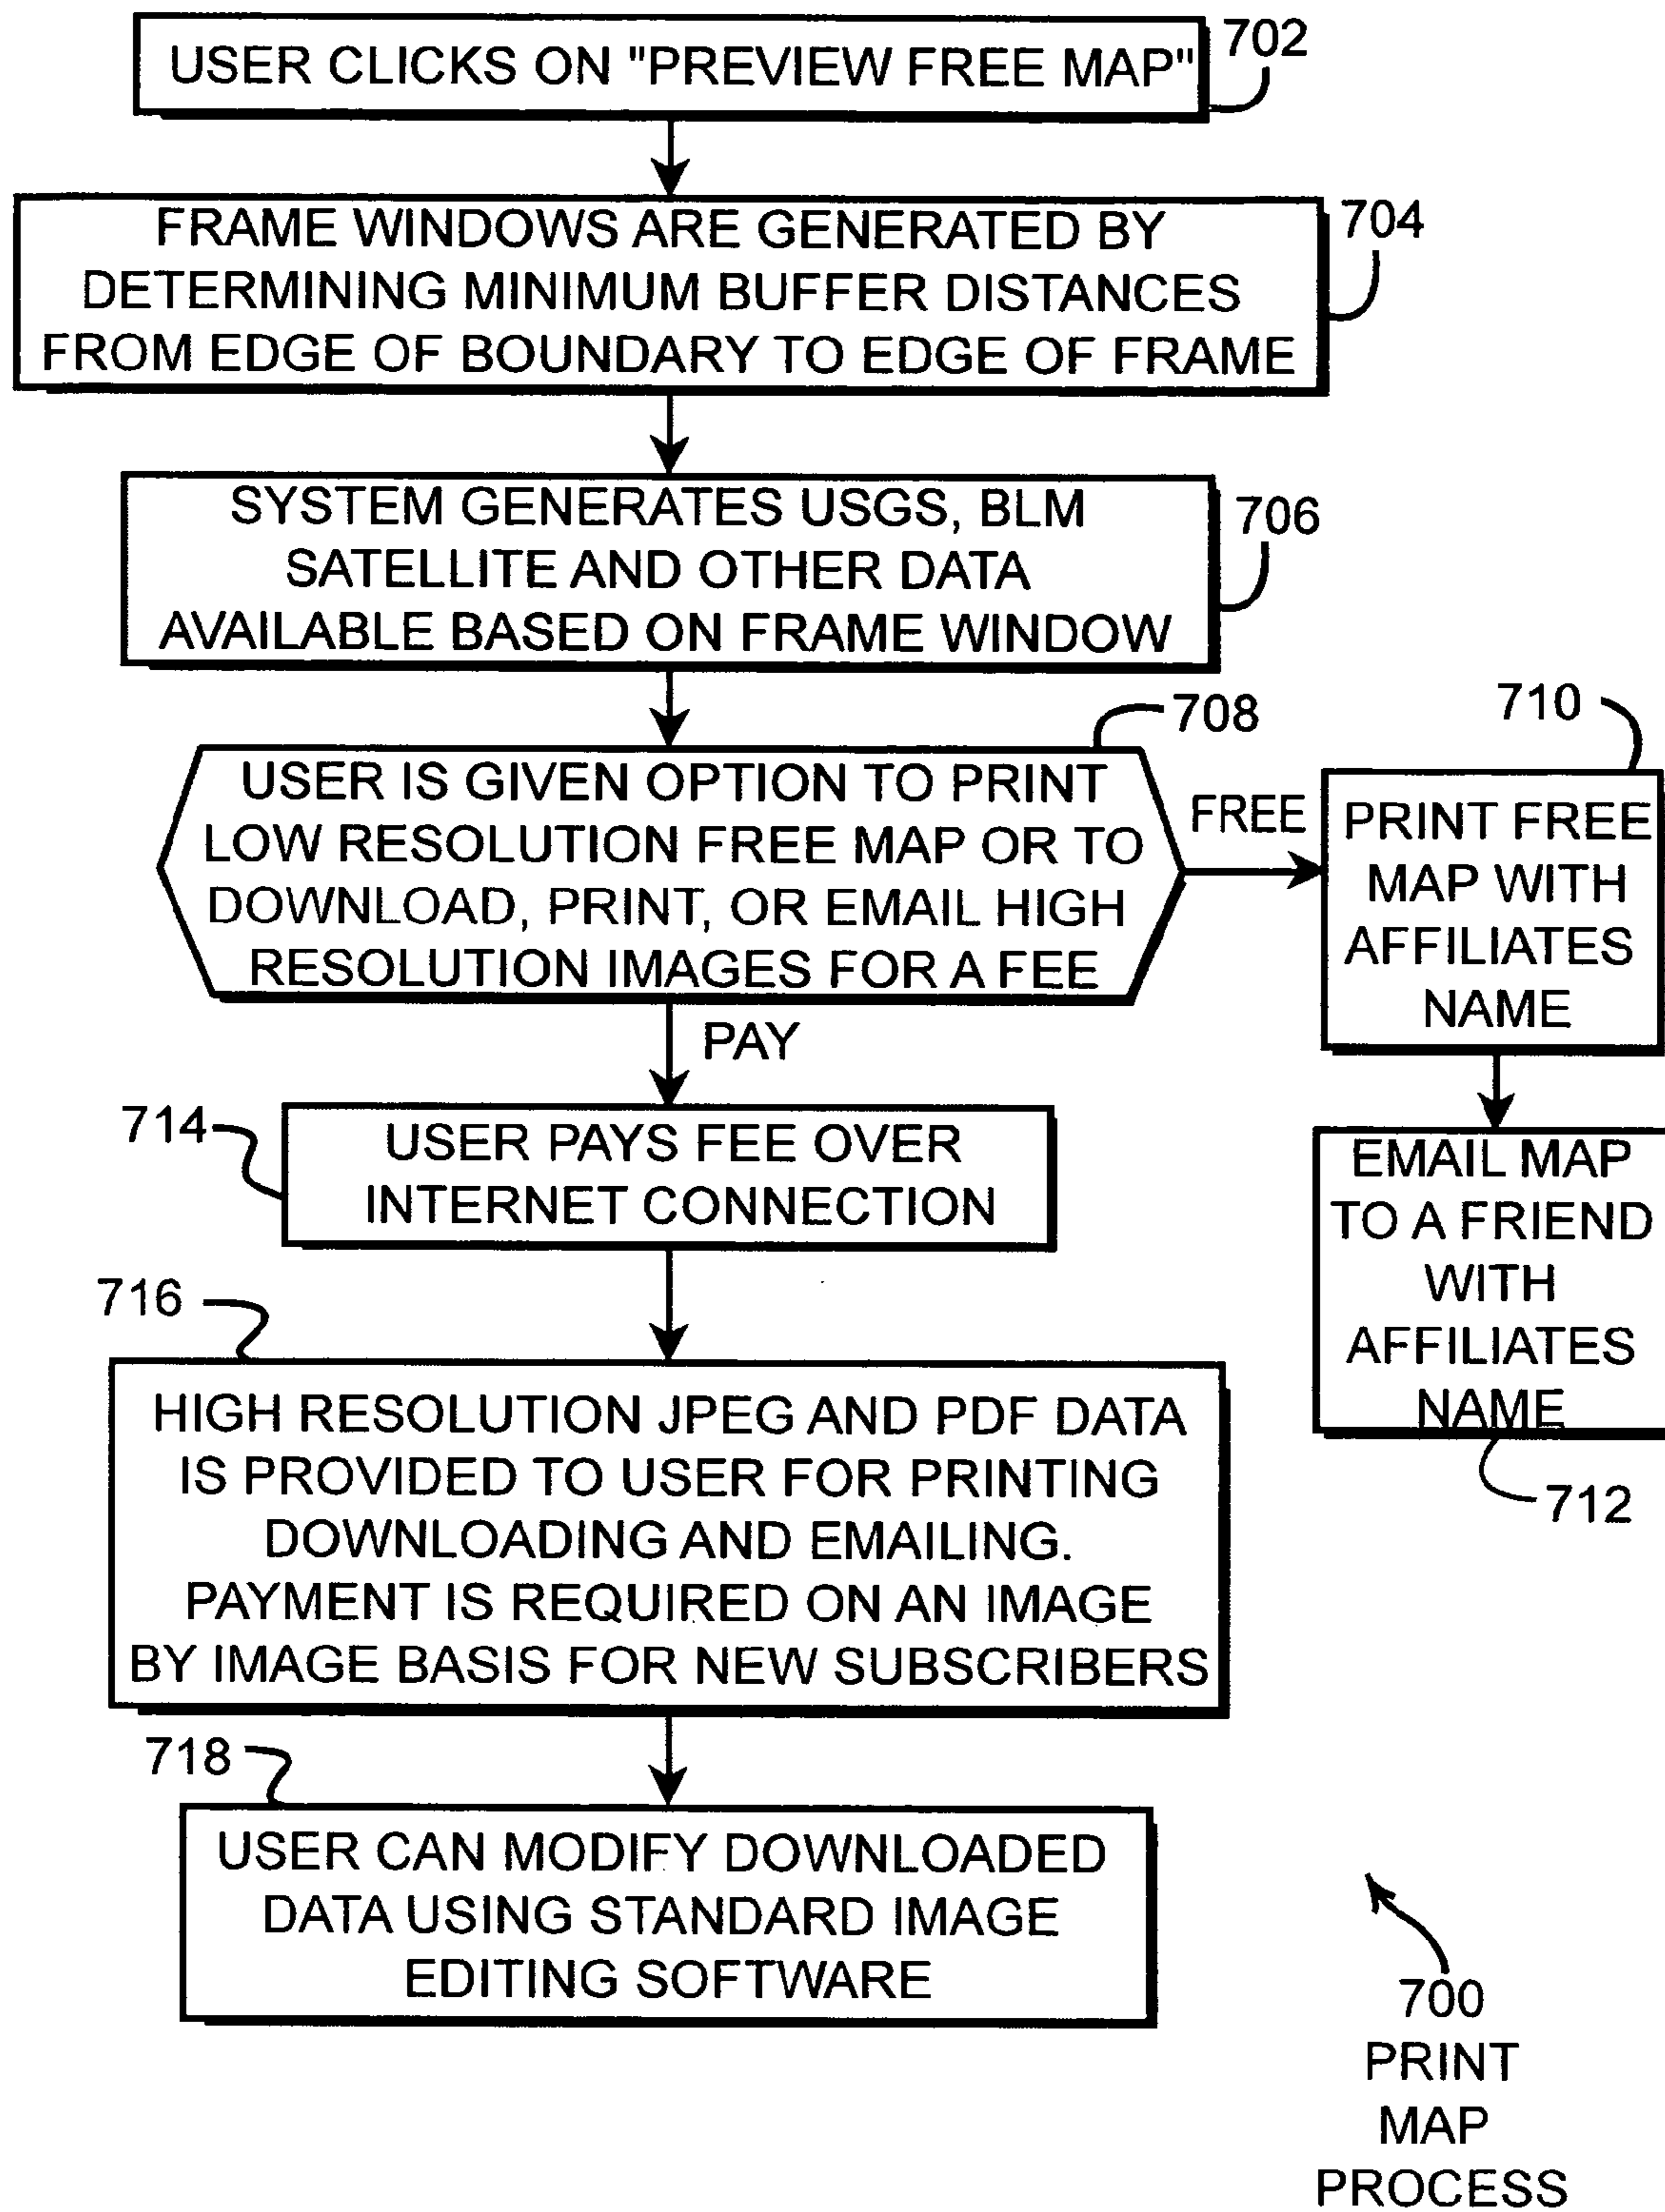 USER CLICKS ON "PREVIEW FREE MAP"
702
FRAME WINDOWS ARE GENERATED BY
DETERMINING MINIMUM BUFFER DISTANCES
FROM EDGE OF BOUNDARY TO EDGE OF FRAME
704
SYSTEM GENERATES USGS, BLM
SATELLITE AND OTHER DATA
AVAILABLE BASED ON FRAME WINDOW
706
USER IS GIVEN OPTION TO PRINT
LOW RESOLUTION FREE MAP OR TO
DOWNLOAD, PRINT, OR EMAIL HIGH
RESOLUTION IMAGES FOR A FEE
708
FREE
710
PRINT FREE
MAP WITH
AFFILIATES
NAME
EMAIL MAP
TO A FRIEND
WITH
AFFILIATES
NAME
712
PAY
714
USER PAYS FEE OVER
INTERNET CONNECTION
716
HIGH RESOLUTION JPEG AND PDF DATA
IS PROVIDED TO USER FOR PRINTING
DOWNLOADING AND EMAILING.
PAYMENT IS REQUIRED ON AN IMAGE
BY IMAGE BASIS FOR NEW SUBSCRIBERS
718
USER CAN MODIFY DOWNLOADED
DATA USING STANDARD IMAGE
EDITING SOFTWARE
700
PRINT
MAP
PROCESS